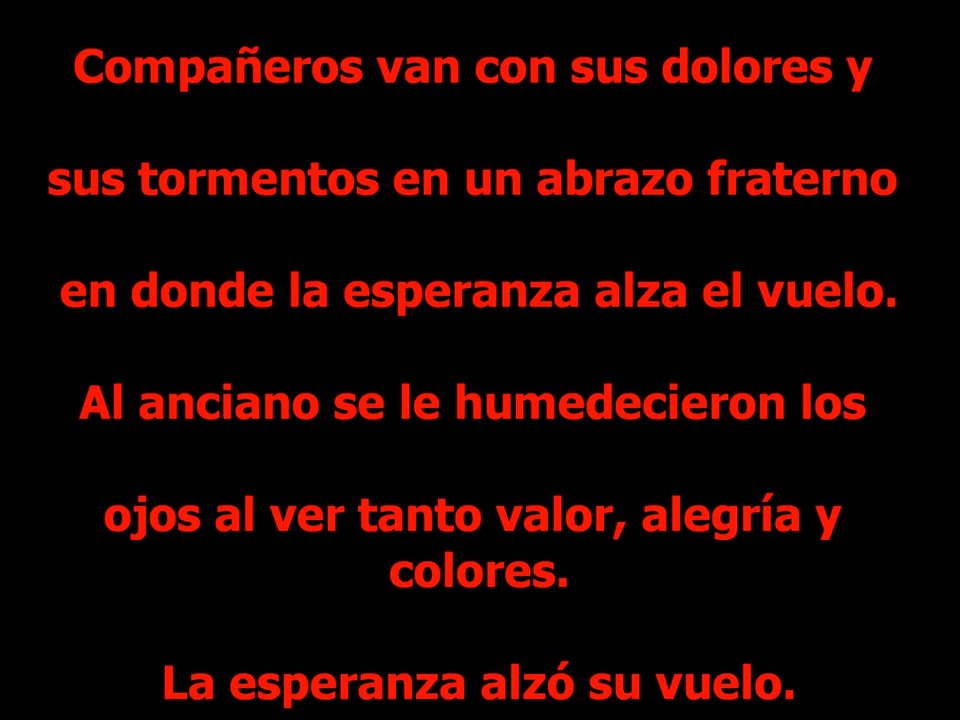 Compañeros van con sus dolores y
sus tormentos en un abrazo fraterno
en donde la esperanza alza el vuelo.
Al anciano se le humedecieron los
ojos al ver tanto valor, alegría y
colores.
La esperanza alzó su vuelo.